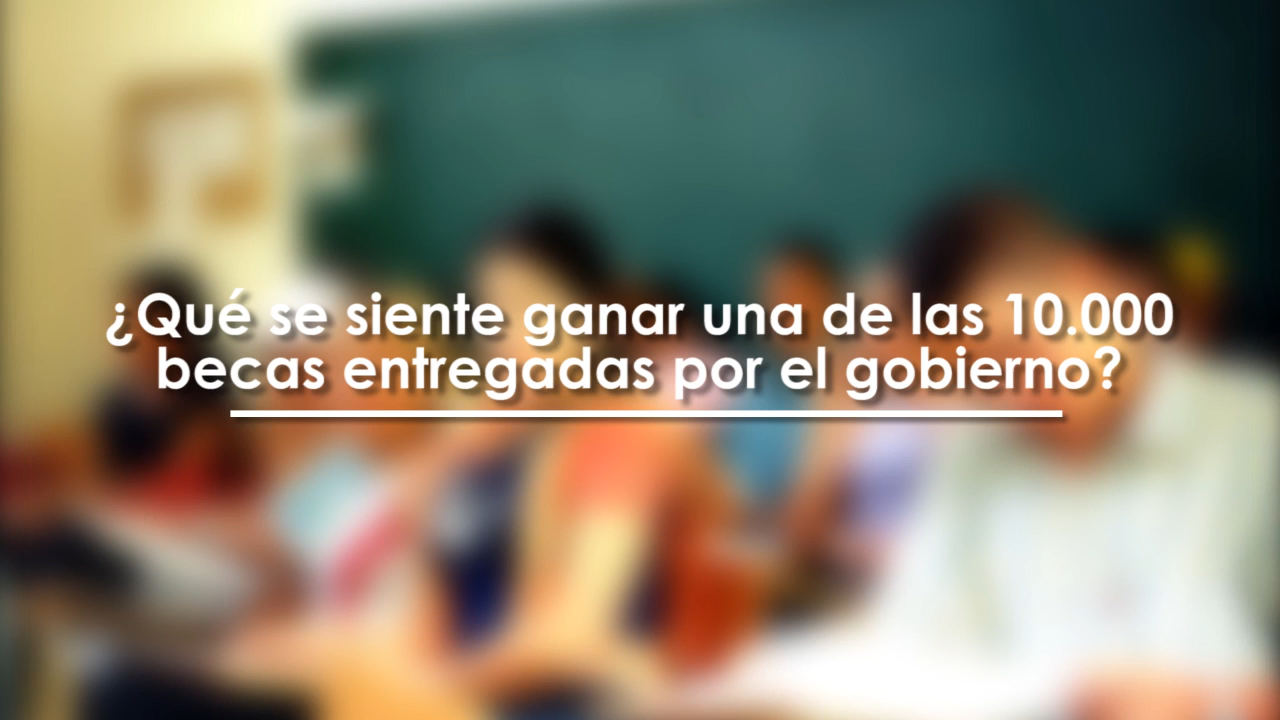 ¿Qué se siente ganar una de las 10.000
becas entregadas por el gobierno?